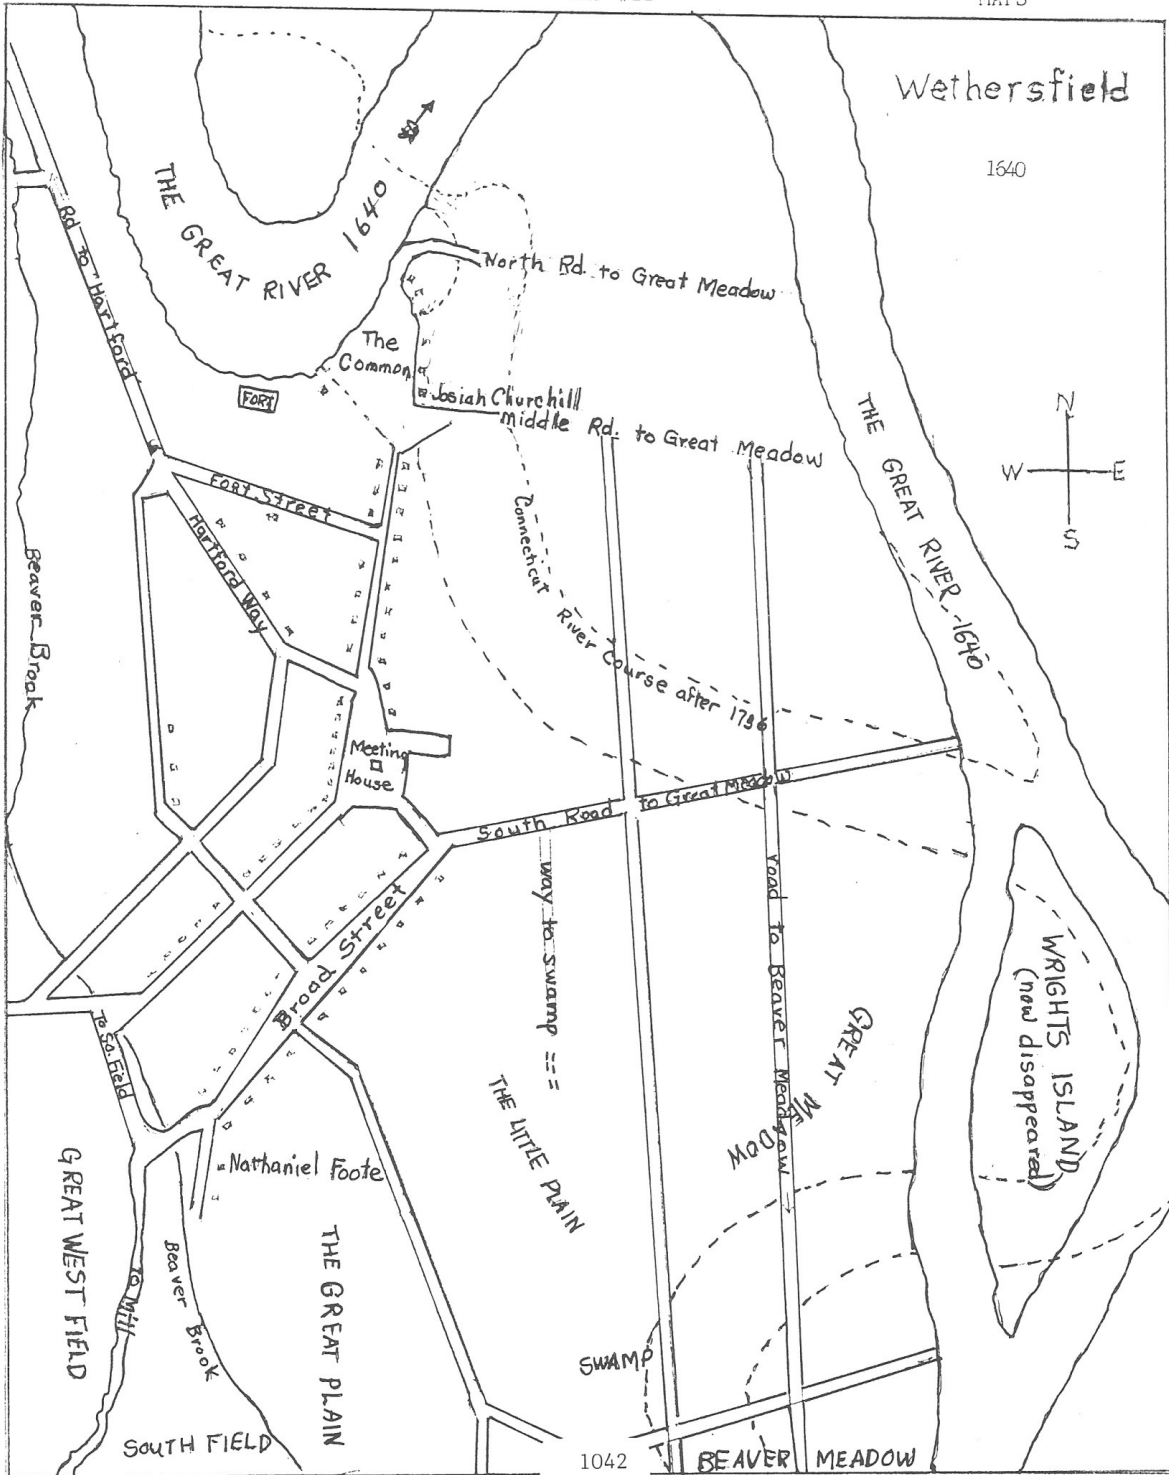 MAPS
Wethersfield
1640
THE GREAT RIVER 1640
Rd to Hartford
North Rd. to Great Meadow
The
Common
FORT
Josiah Churchill
Middle Rd. to Great Meadow
N
W E
S
THE GREAT RIVER - 1640
FORT Street
Hartford Way
Beaver Brook
Connecticut River Course after 1796
Meeting
House
South Road to Great Meadow
way to swamp
road to Beaver Meadow
Broad Street
To So. Field
GREAT MEADOW
WRIGHTS ISLAND
(now disappeared)
THE LITTLE PLAIN
Nathaniel Foote
GREAT WEST FIELD
To Mill
Beaver Brook
THE GREAT PLAIN
SWAMP
SOUTH FIELD
1042
BEAVER MEADOW